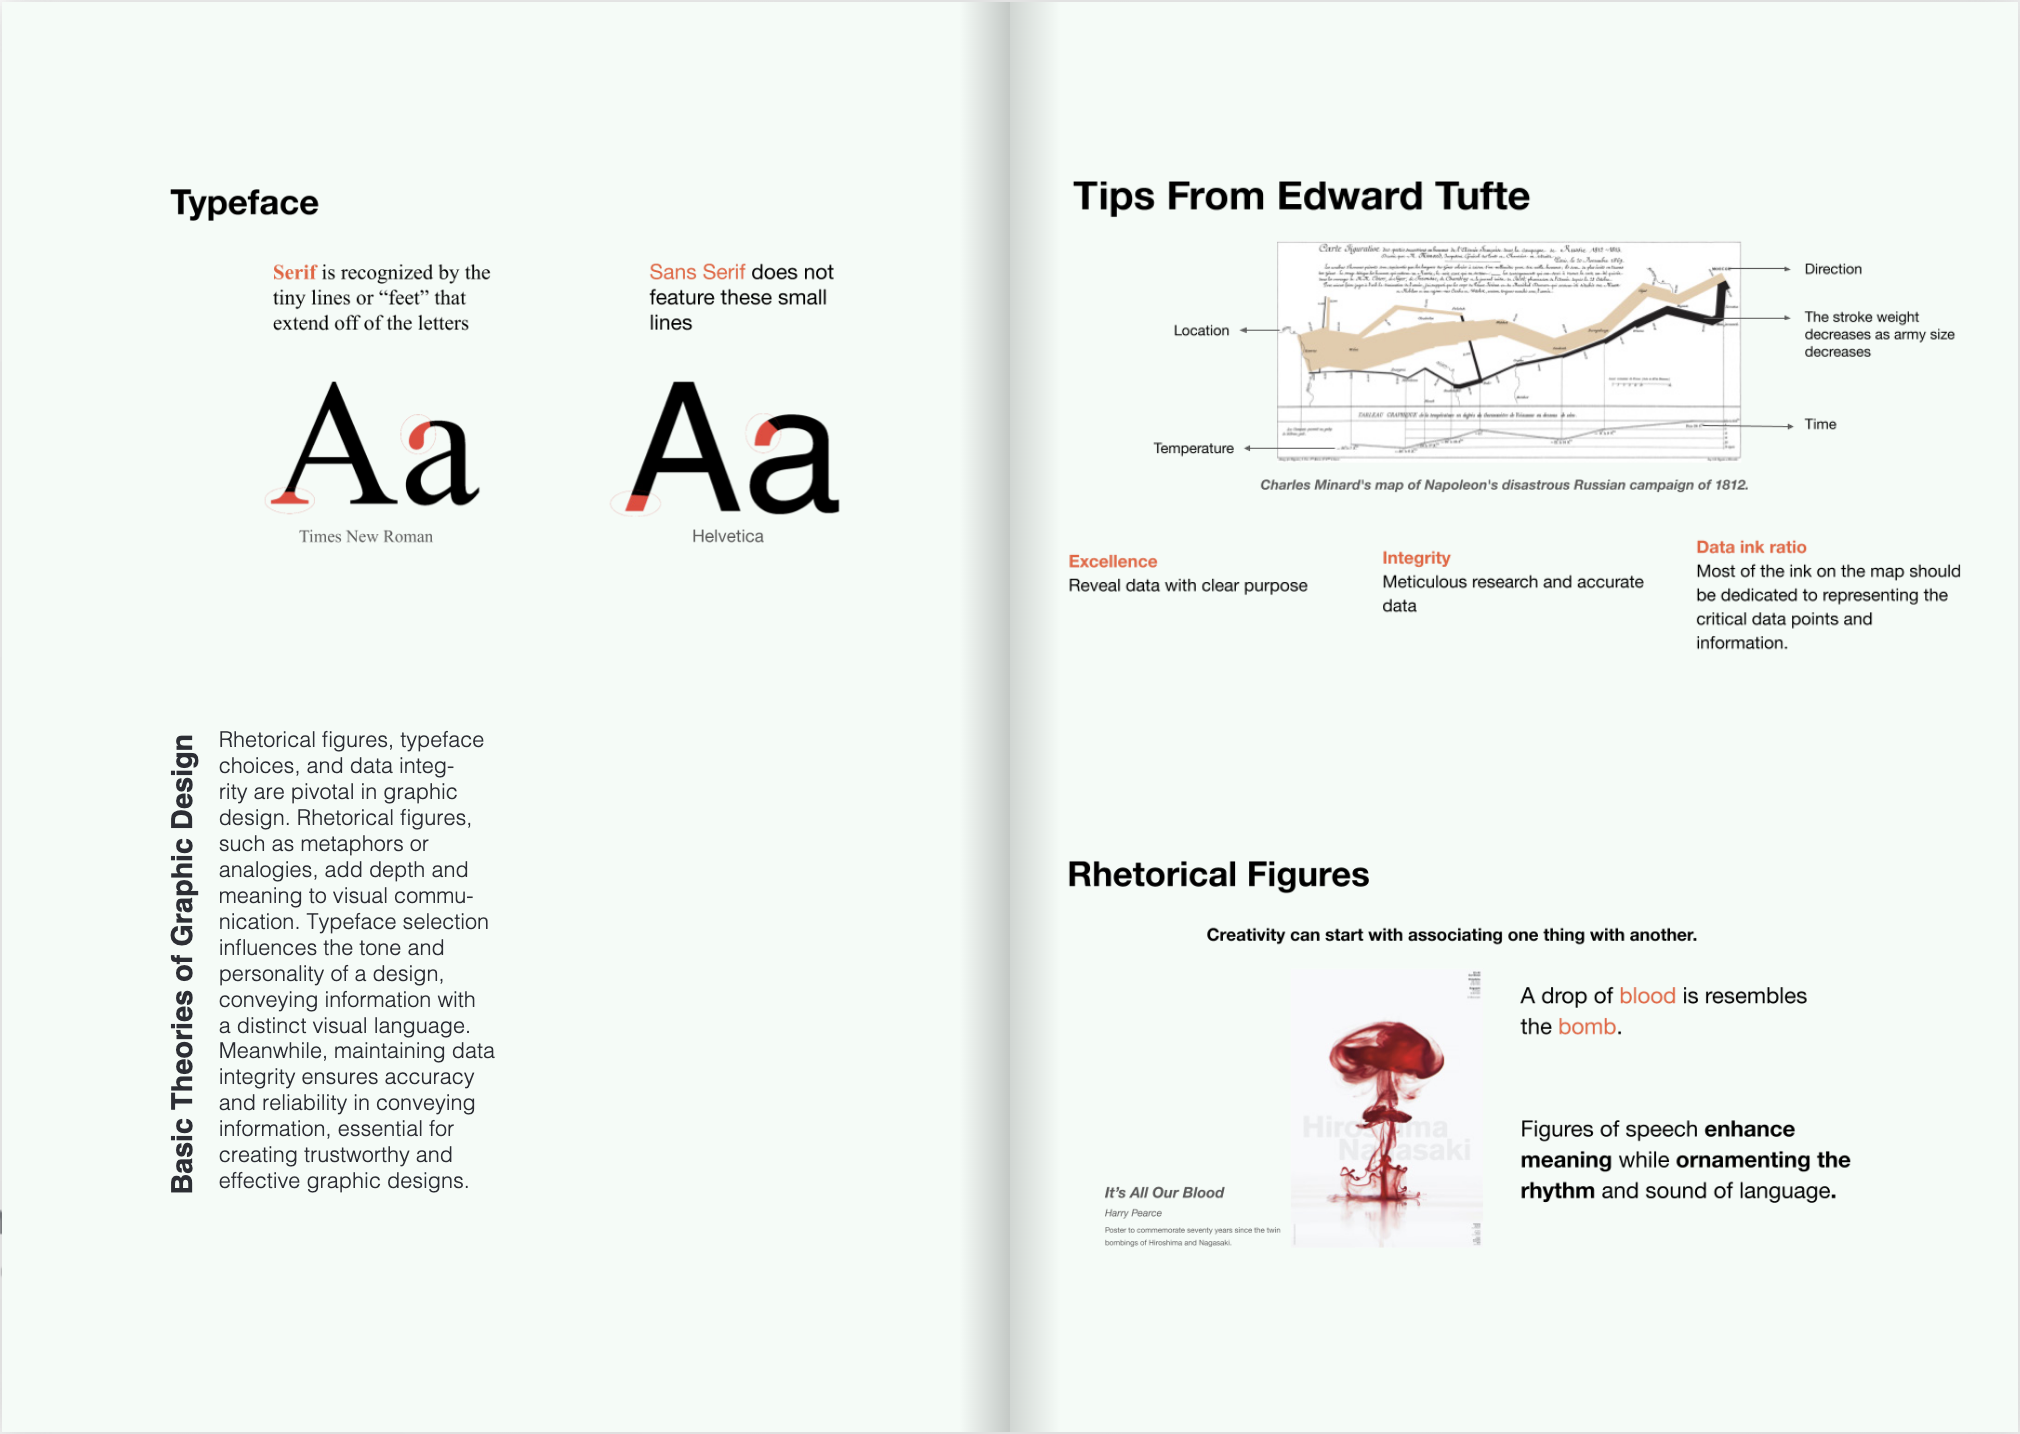 Typeface
Serif is recognized by the
tiny lines or “feet” that
extend off of the letters
Aa
Times New Roman
Sans Serif does not
feature these small
lines
Aa
Helvetica
Basic Theories of Graphic Design
Rhetorical figures, typeface
choices, and data integ-
rity are pivotal in graphic
design. Rhetorical figures,
such as metaphors or
analogies, add depth and
meaning to visual commu-
nication. Typeface selection
influences the tone and
personality of a design,
conveying information with
a distinct visual language.
Meanwhile, maintaining data
integrity ensures accuracy
and reliability in conveying
information, essential for
creating trustworthy and
effective graphic designs.
Tips From Edward Tufte
Carte Figurative
TABLEAU GRAPHIQUE
Location
Temperature
Direction
The stroke weight
decreases as army size
decreases
Time
Charles Minard's map of Napoleon's disastrous Russian campaign of 1812.
Excellence
Reveal data with clear purpose
Integrity
Meticulous research and accurate
data
Data ink ratio
Most of the ink on the map should
be dedicated to representing the
critical data points and
information.
Rhetorical Figures
Creativity can start with associating one thing with another.
Hiroshima
Nagasaki
It’s All Our Blood
Harry Pearce
Poster to commemorate seventy years since the twin
bombings of Hiroshima and Nagasaki.
A drop of blood is resembles
the bomb.
Figures of speech enhance
meaning while ornamenting the
rhythm and sound of language.